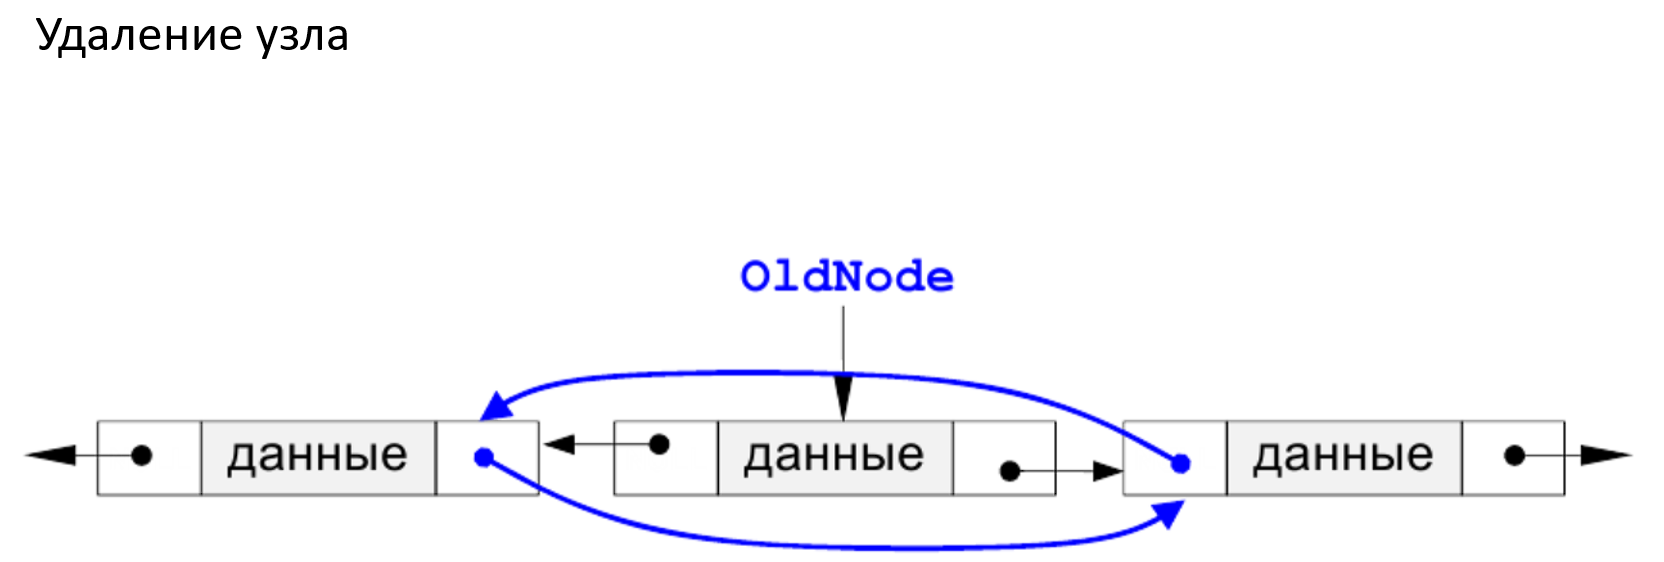 Удаление узла
OldNode
данные данные данные